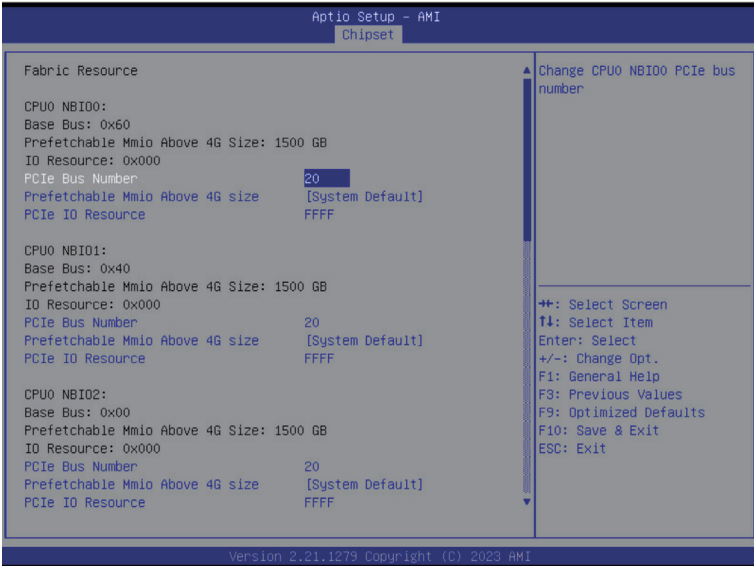 Aptio Setup – AMI
Chipset
Fabric Resource
CPU0 NBIO0:
Base Bus: 0x60
Prefetchable Mmio Above 4G Size: 1500 GB
IO Resource: 0x000
PCIe Bus Number 20
Prefetchable Mmio Above 4G size [System Default]
PCIe IO Resource FFFF
CPU0 NBIO1:
Base Bus: 0x40
Prefetchable Mmio Above 4G Size: 1500 GB
IO Resource: 0x000
PCIe Bus Number 20
Prefetchable Mmio Above 4G size [System Default]
PCIe IO Resource FFFF
CPU0 NBIO2:
Base Bus: 0x00
Prefetchable Mmio Above 4G Size: 1500 GB
IO Resource: 0x000
PCIe Bus Number 20
Prefetchable Mmio Above 4G size [System Default]
PCIe IO Resource FFFF
Change CPU0 NBIO0 PCIe bus
number
→←: Select Screen
↑↓: Select Item
Enter: Select
+/-: Change Opt.
F1: General Help
F3: Previous Values
F9: Optimized Defaults
F10: Save & Exit
ESC: Exit
Version 2.21.1279 Copyright (C) 2023 AMI